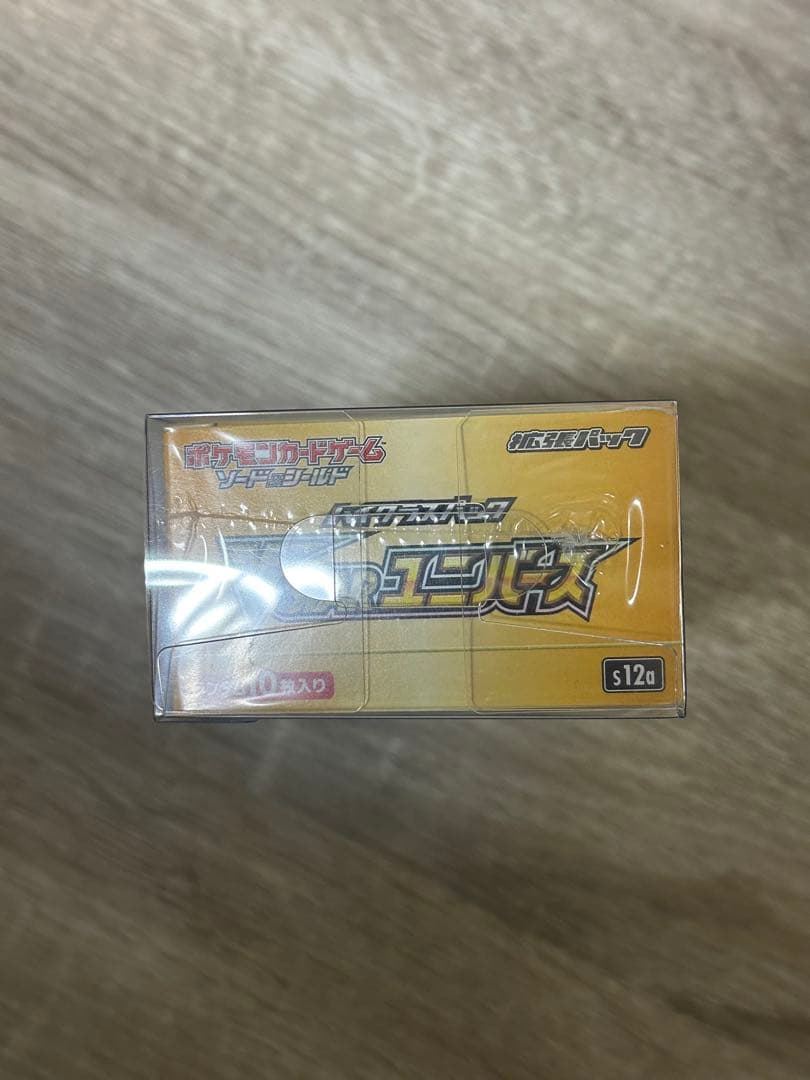 ポケモンカードゲーム
ソード&シールド
拡張パック
ハイクラスパック
ユニバース
10枚入り
s12a